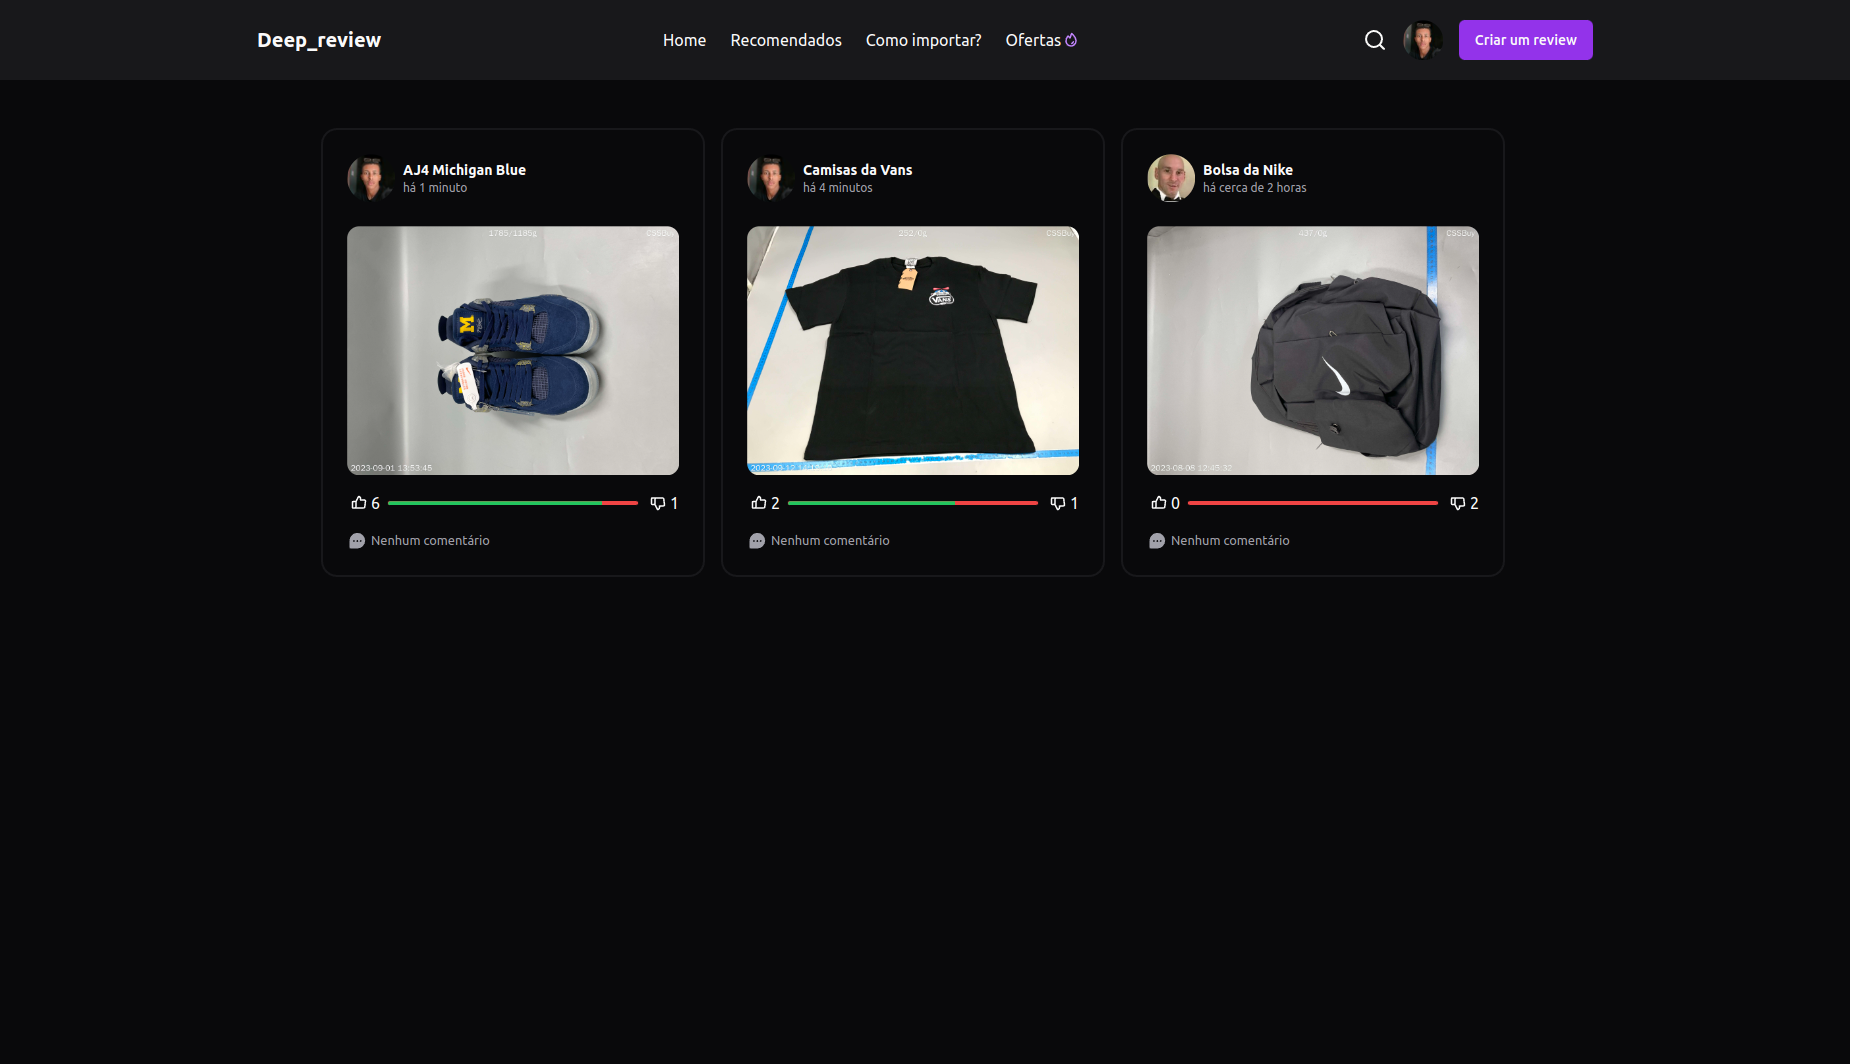 Deep_review
Home
Recomendados
Como importar?
Ofertas
Criar um review
AJ4 Michigan Blue
há 1 minuto
1785/1186g
CSSBuy
M
2023-09-01 13:53:45
6
1
Nenhum comentário
Camisas da Vans
há 4 minutos
252/0g
CSSBuy
VANS
2023-09-12
2
1
Nenhum comentário
Bolsa da Nike
há cerca de 2 horas
437/0g
CSSBuy
2023-08-08 12:45:32
0
2
Nenhum comentário